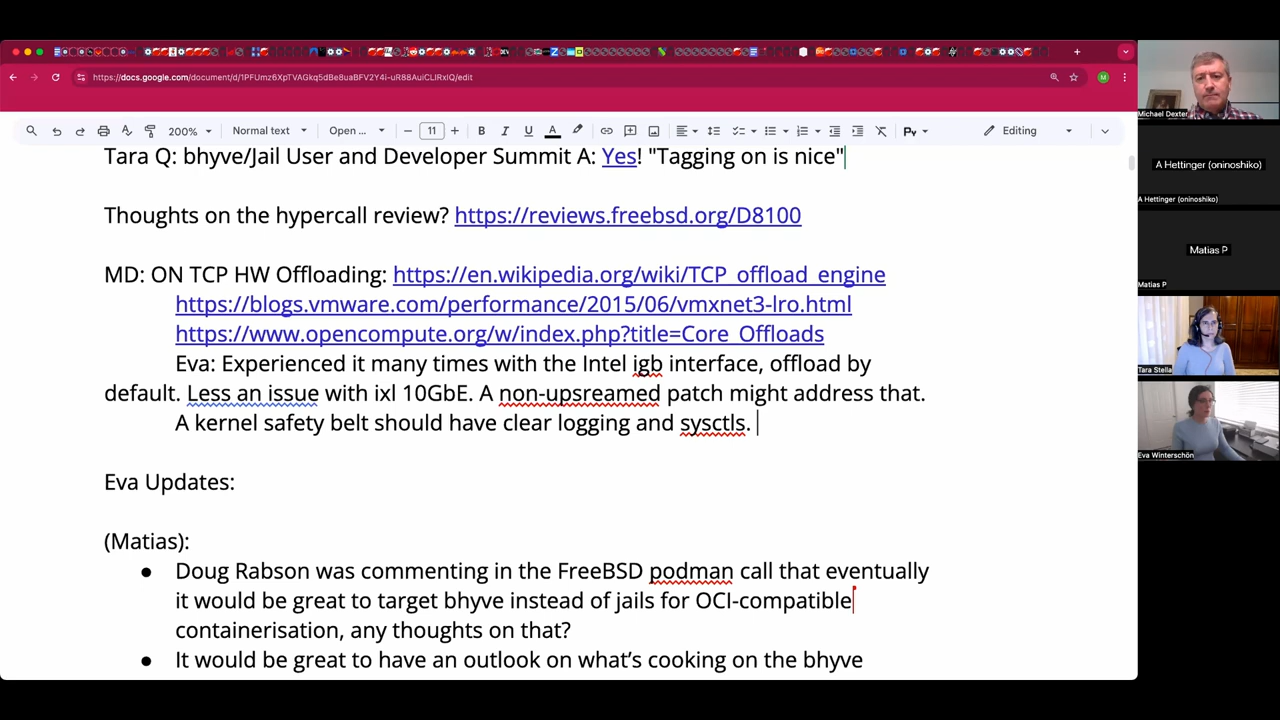 https://docs.google.com/document/d/1PFUmz6XpTVAGkq5dBe8uaBFV2Y4i-uR88AuiCLIRxIQ/edit
M
200%
Normal text
Open ...
11
Editing
Tara Q: bhyve/Jail User and Developer Summit A: Yes! "Tagging on is nice"
Thoughts on the hypercall review? https://reviews.freebsd.org/D8100
MD: ON TCP HW Offloading: https://en.wikipedia.org/wiki/TCP_offload_engine
https://blogs.vmware.com/performance/2015/06/vmxnet3-lro.html
https://www.opencompute.org/w/index.php?title=Core_Offloads
Eva: Experienced it many times with the Intel igb interface, offload by
default. Less an issue with ixl 10GbE. A non-upsreamed patch might address that.
A kernel safety belt should have clear logging and sysctls.
Eva Updates:
(Matias):
● Doug Rabson was commenting in the FreeBSD podman call that eventually
it would be great to target bhyve instead of jails for OCI-compatible
containerisation, any thoughts on that?
● It would be great to have an outlook on what's cooking on the bhyve
Michael Dexter
A Hettinger (oninoshiko)
A Hettinger (oninoshiko)
Matias P
Matias P
Tara Stella
Eva Winterschön